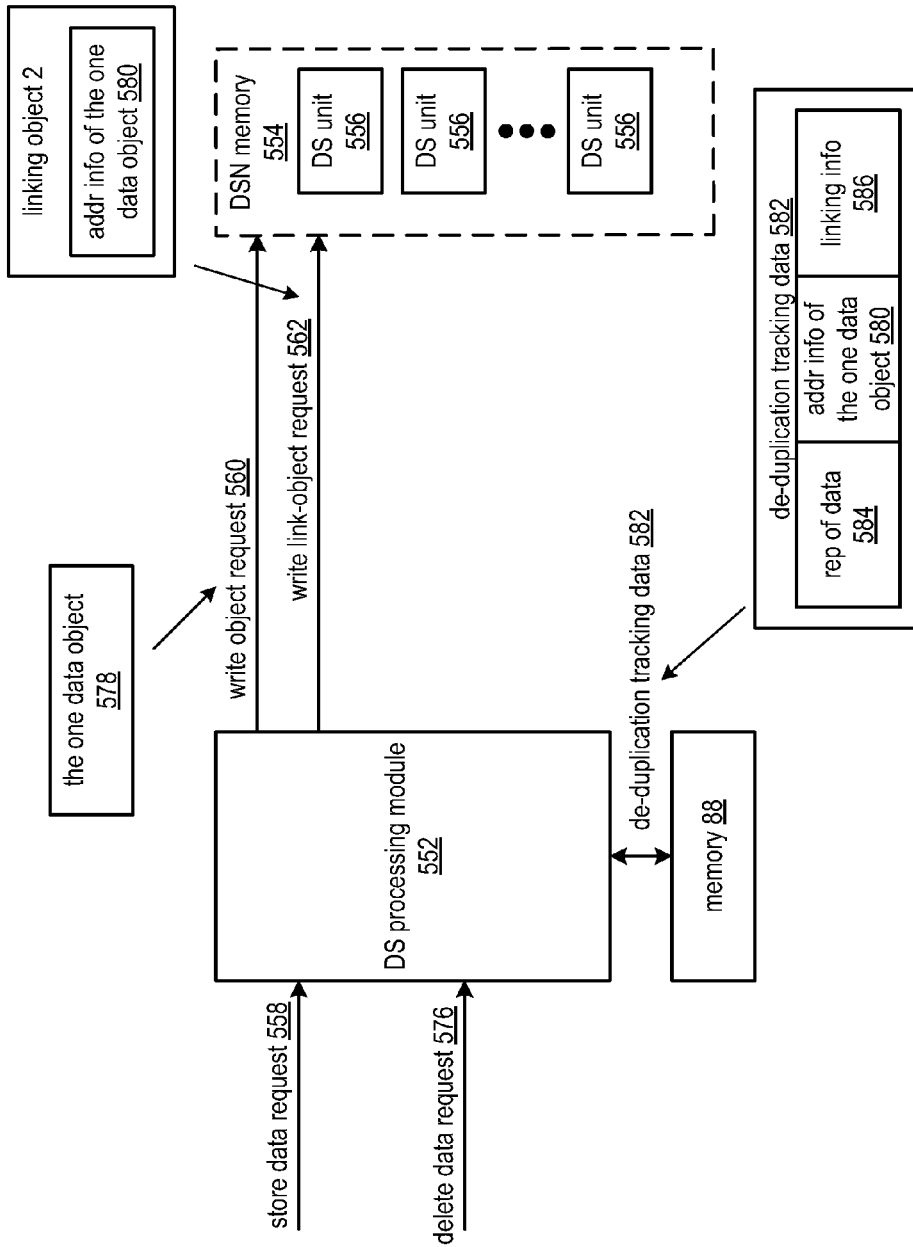 the one data object
578
linking object 2
addr info of the one
data object 580
write object request 560
write link-object request 562
store data request 558
delete data request 576
DS processing module
552
DSN memory
554
DS unit
556
DS unit
556
DS unit
556
de-duplication tracking data 582
memory 88
de-duplication tracking data 582
rep of data
584
addr info of
the one data
object 580
linking info
586